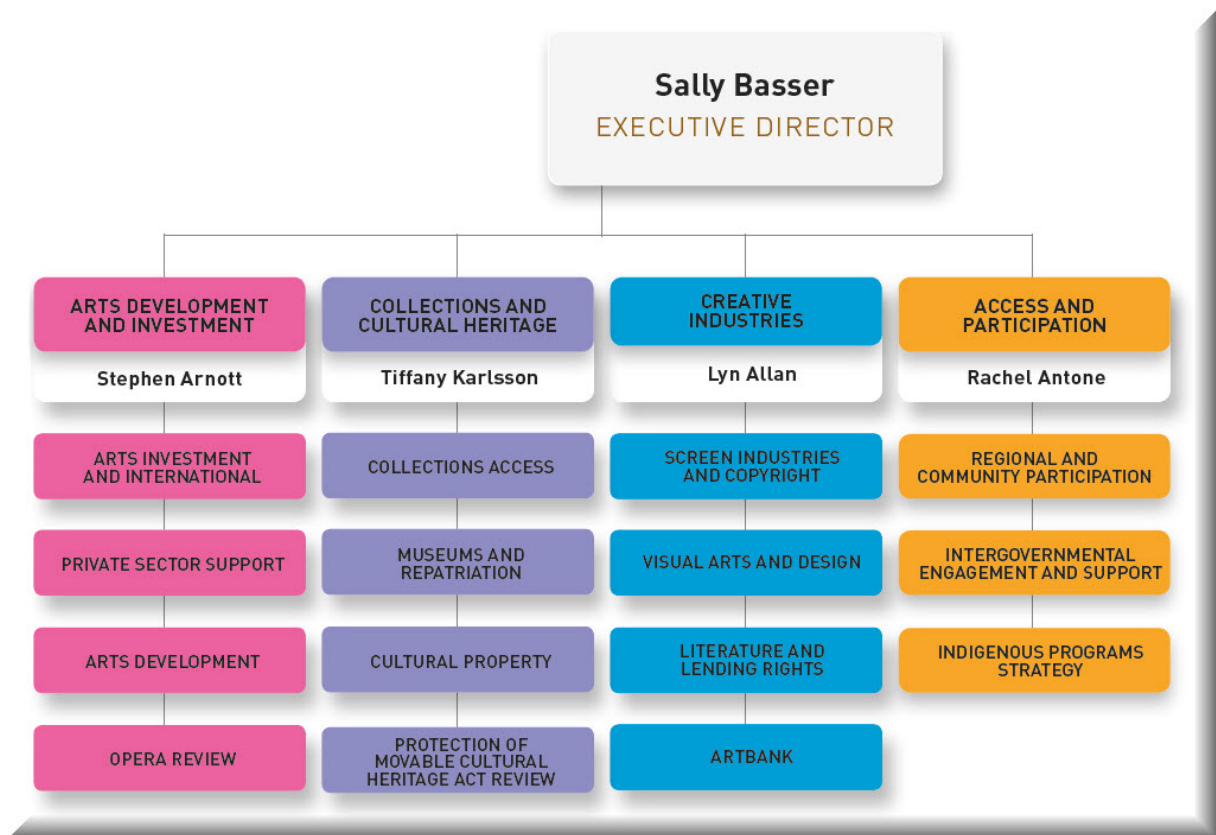 Sally Basser
EXECUTIVE DIRECTOR
ARTS DEVELOPMENT
AND INVESTMENT
Stephen Arnott
ARTS INVESTMENT
AND INTERNATIONAL
PRIVATE SECTOR SUPPORT
ARTS DEVELOPMENT
OPERA REVIEW
COLLECTIONS AND
CULTURAL HERITAGE
Tiffany Karlsson
COLLECTIONS ACCESS
MUSEUMS AND
REPATRIATION
CULTURAL PROPERTY
PROTECTION OF
MOVABLE CULTURAL
HERITAGE ACT REVIEW
CREATIVE
INDUSTRIES
Lyn Allan
SCREEN INDUSTRIES
AND COPYRIGHT
VISUAL ARTS AND DESIGN
LITERATURE AND
LENDING RIGHTS
ARTBANK
ACCESS AND
PARTICIPATION
Rachel Antone
REGIONAL AND
COMMUNITY PARTICIPATION
INTERGOVERNMENTAL
ENGAGEMENT AND SUPPORT
INDIGENOUS PROGRAMS
STRATEGY